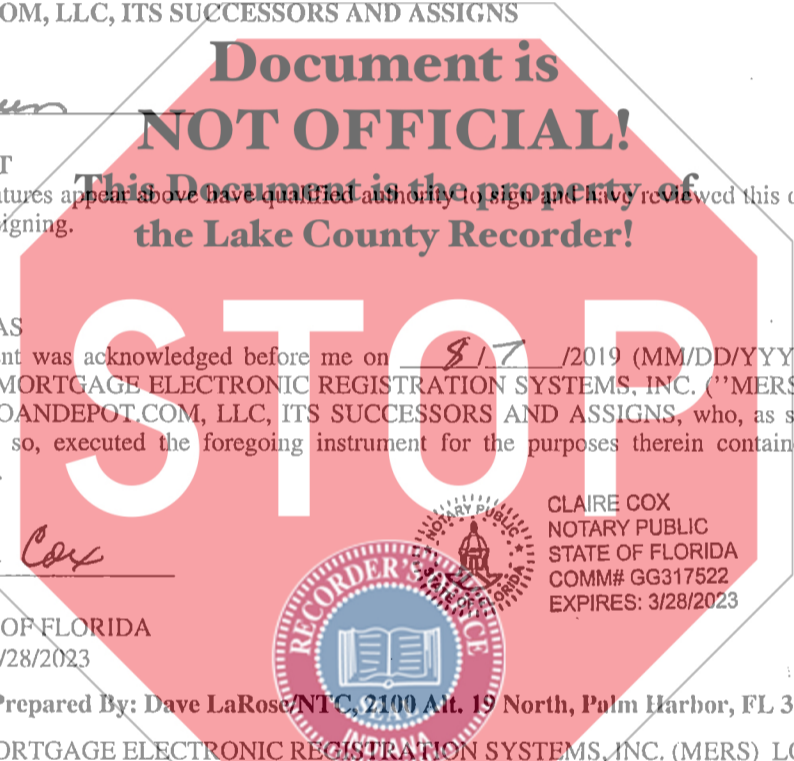 OM, LLC, ITS SUCCESSORS AND ASSIGNS
Document is
NOT OFFICIAL!
T
This Document is the property of
tures appear above have qualified authority to sign and have reviewed this
igning.
the Lake County Recorder!
STOP
AS
nt was acknowledged before me on 8/7/2019 (MM/DD/YYY
MORTGAGE ELECTRONIC REGISTRATION SYSTEMS, INC. ("MERS
OANDEPOT.COM, LLC, ITS SUCCESSORS AND ASSIGNS, who, as s
so, executed the foregoing instrument for the purposes therein contain
Cox
NOTARY PUBLIC
STATE OF FLORIDA
CLAIRE COX
NOTARY PUBLIC
STATE OF FLORIDA
COMM# GG317522
EXPIRES: 3/28/2023
RECORDER'S OFFICE
SEAL
INDIANA
OF FLORIDA
/28/2023
Prepared By: Dave LaRose/NTC, 2100 Alt. 19 North, Palm Harbor, FL 3
ORTGAGE ELECTRONIC REGISTRATION SYSTEMS, INC. (MERS) LO